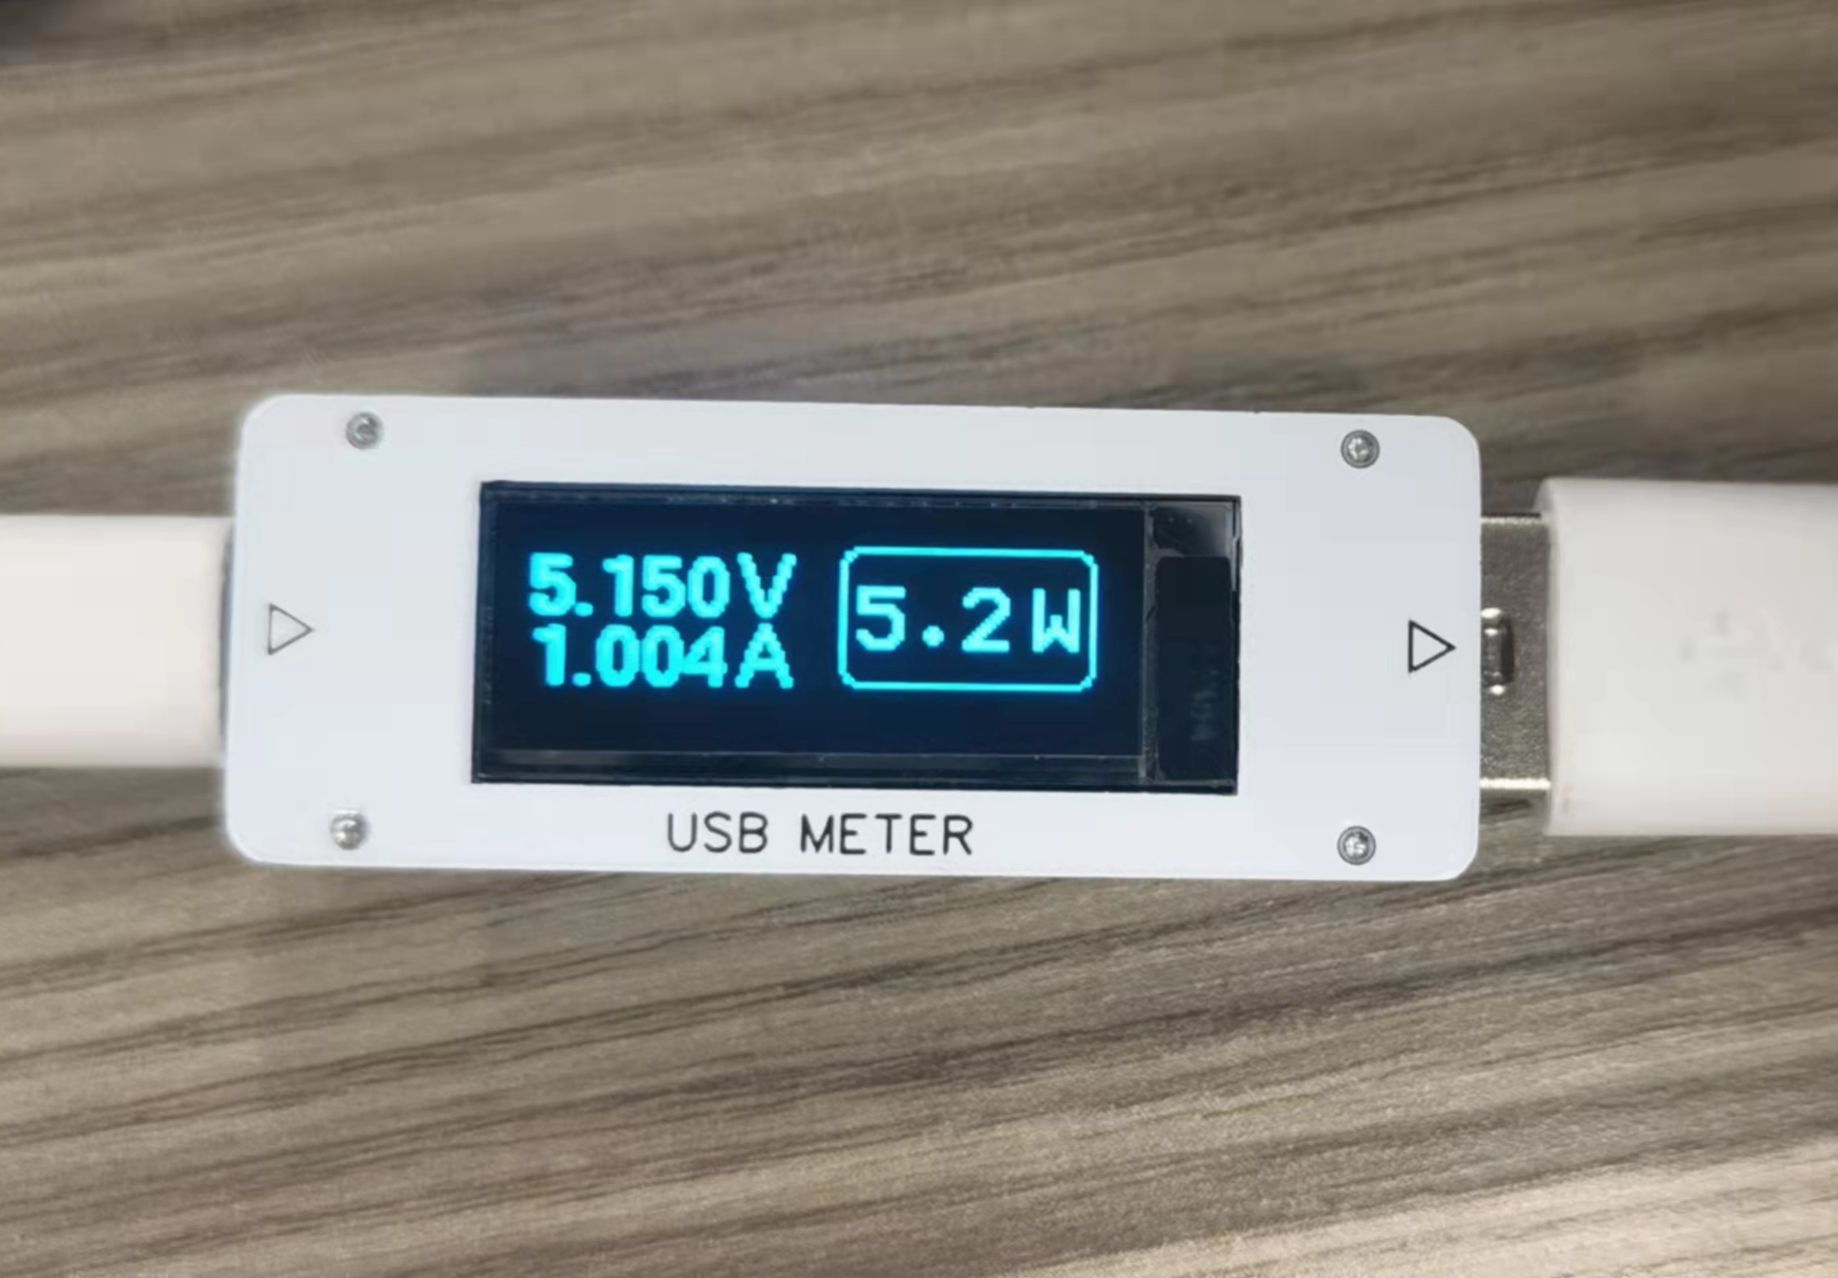 5.150V
1.004A
5.2W
USB METER